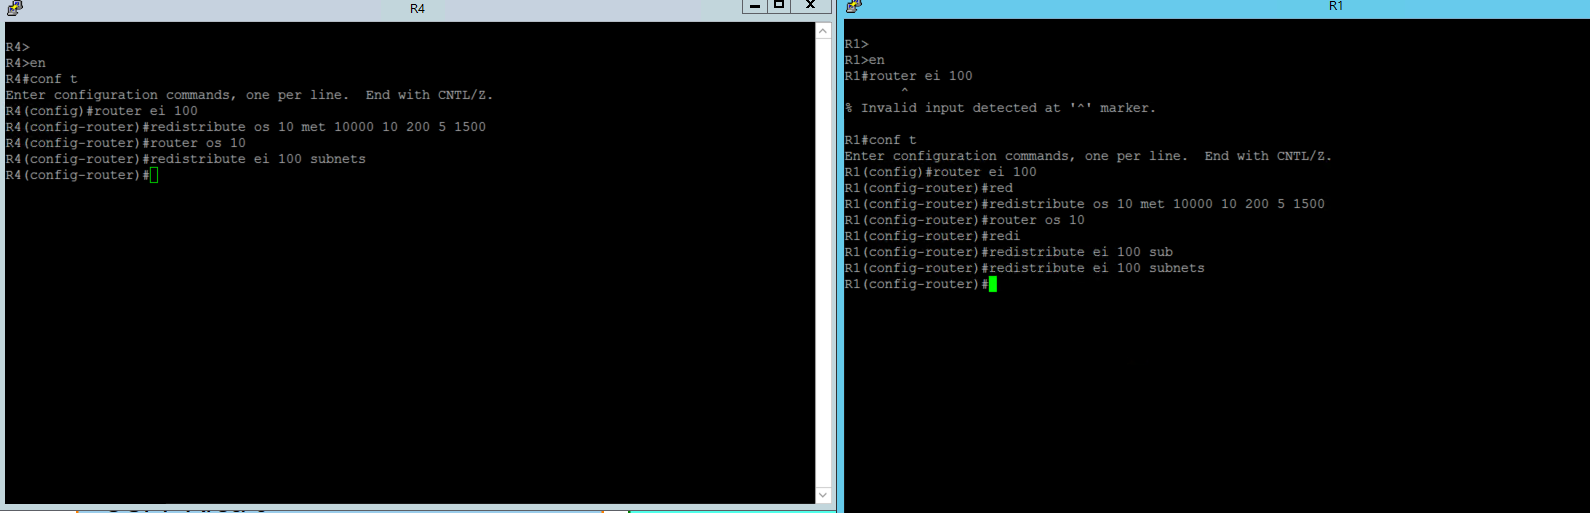 R4
R4>
R4>en
R4#conf t
Enter configuration commands, one per line.  End with CNTL/Z.
R4(config)#router ei 100
R4(config-router)#redistribute os 10 met 10000 10 200 5 1500
R4(config-router)#router os 10
R4(config-router)#redistribute ei 100 subnets
R4(config-router)#
R1
R1>
R1>en
R1#router ei 100
^
% Invalid input detected at '^' marker.
R1#conf t
Enter configuration commands, one per line.  End with CNTL/Z.
R1(config)#router ei 100
R1(config-router)#red
R1(config-router)#redistribute os 10 met 10000 10 200 5 1500
R1(config-router)#router os 10
R1(config-router)#redi
R1(config-router)#redistribute ei 100 sub
R1(config-router)#redistribute ei 100 subnets
R1(config-router)#